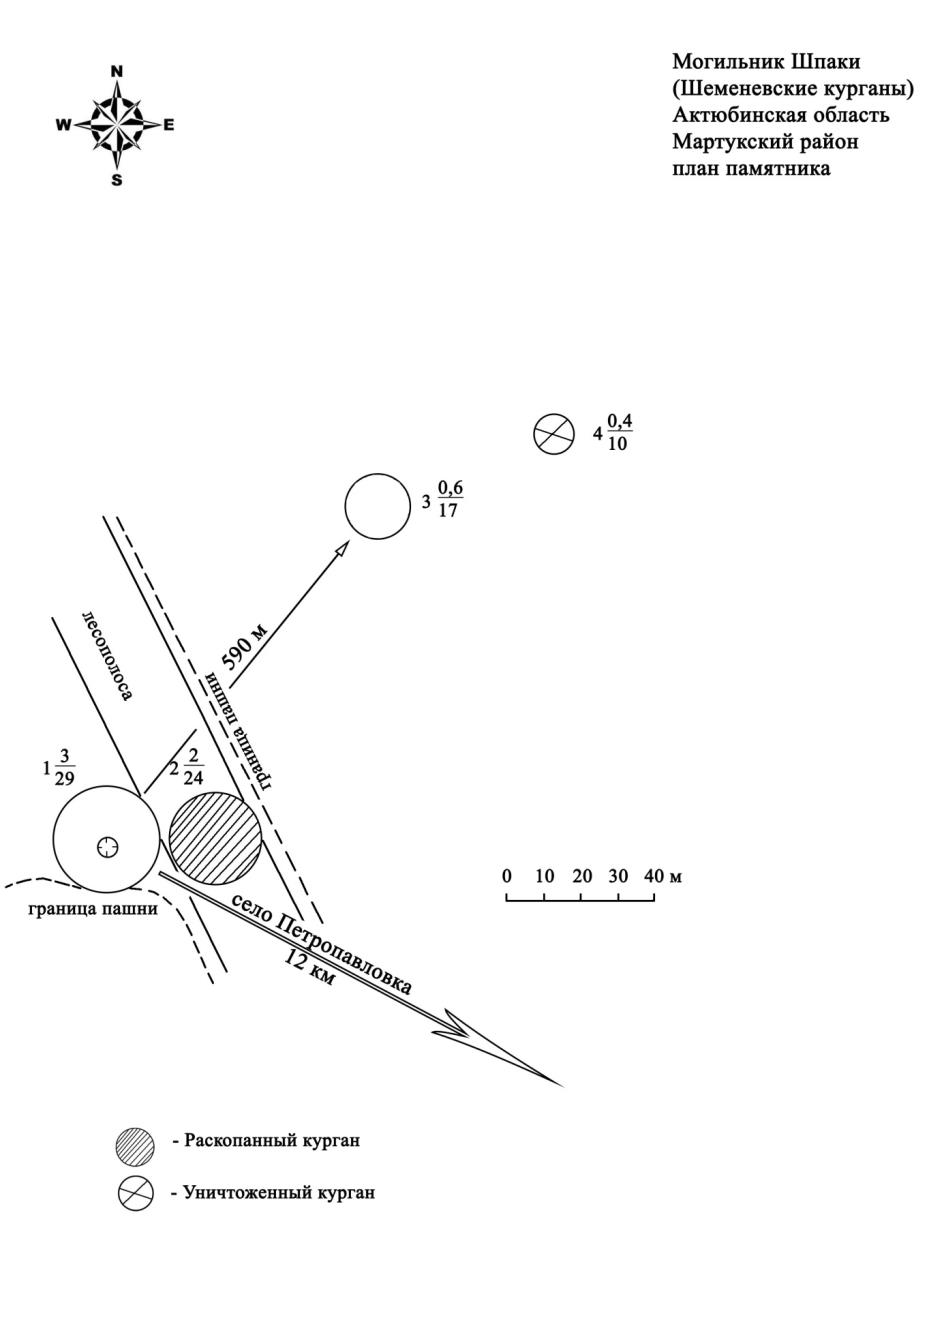 N
W E
S
Могильник Шпаки
(Шеменевские курганы)
Актюбинская область
Мартукский район
план памятника
4 0,4/10
3 0,6/17
590 м
лесополоса
граница пашни
1 3/29
2 2/24
0 10 20 30 40 м
граница пашни
село Петропавловка
12 км
- Раскопанный курган
- Уничтоженный курган